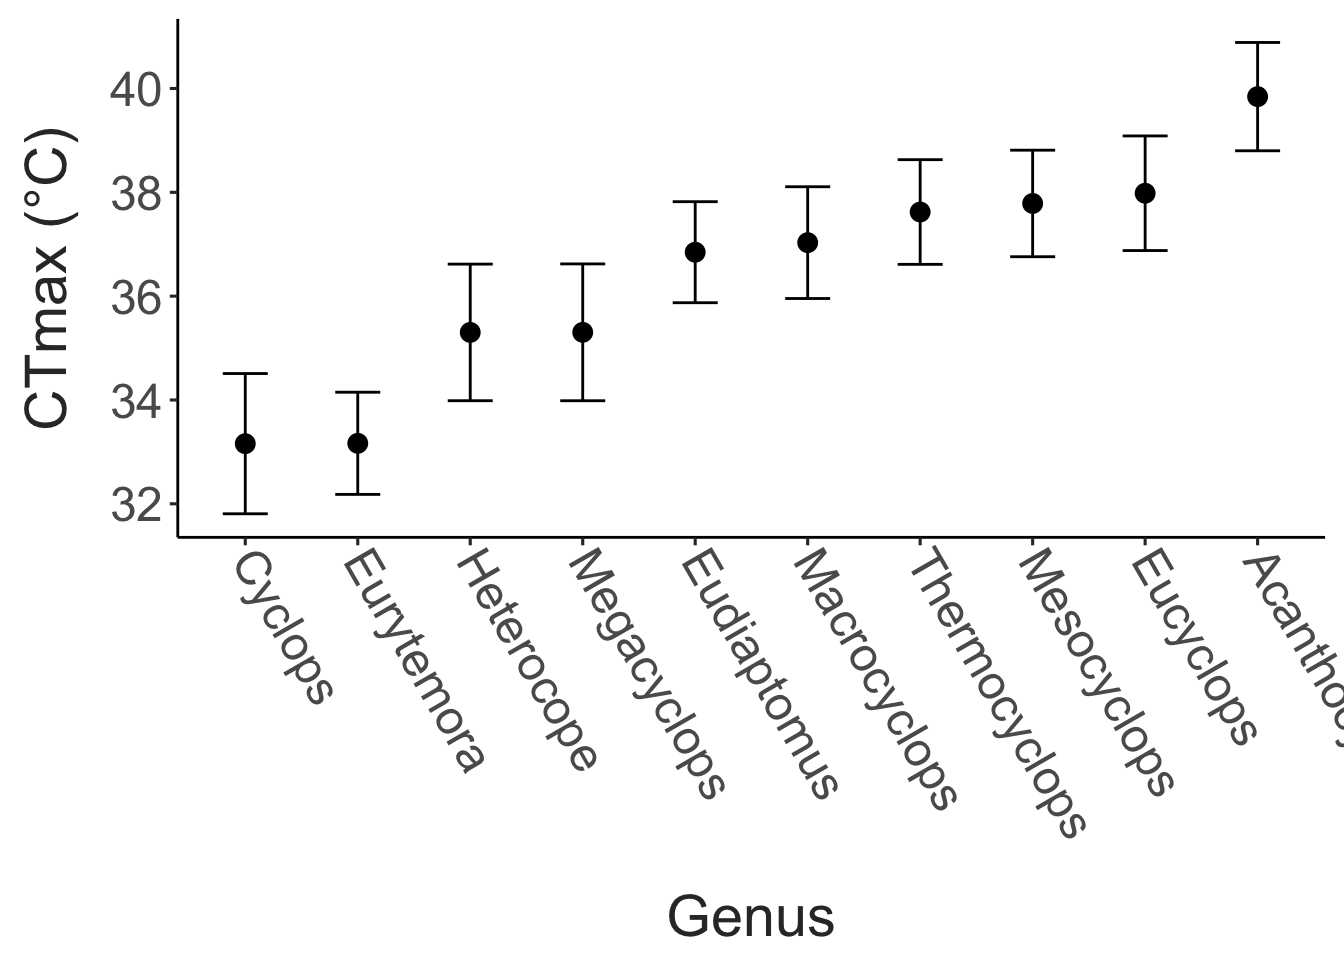 CTmax (°C)
40
38
36
34
32
Cyclops
Eurytemora
Heterocope
Megacyclops
Eudiaptomus
Macrocyclops
Thermocyclops
Mesocyclops
Eucyclops
Genus